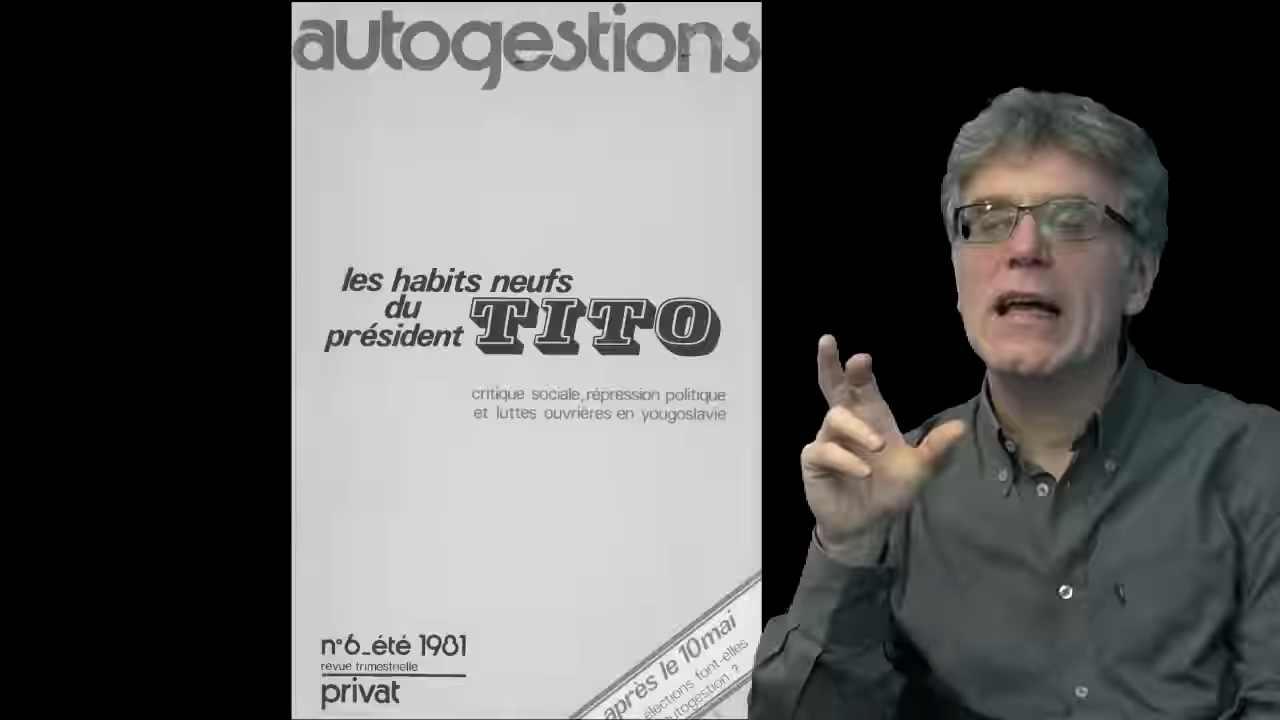 autogestions
les habits neufs
du
président TITO
critique sociale, répression politique
et luttes ouvrières en yougoslavie
n°6_été 1981
revue trimestrielle
privat
après le 10 mai
élections font-elles
autogestion ?